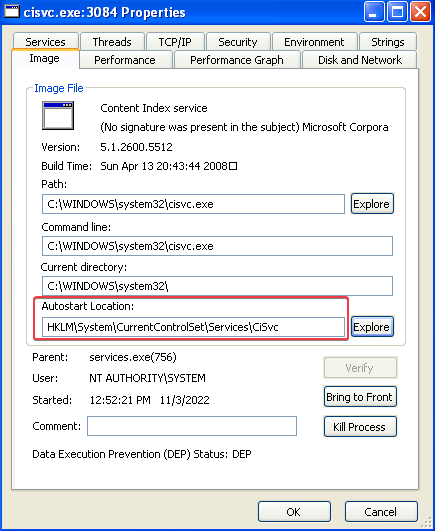 cisvc.exe:3084 Properties
Services Threads TCP/IP Security Environment Strings
Image Performance Performance Graph Disk and Network
Image File
Content Index service
(No signature was present in the subject) Microsoft Corpora
Version: 5.1.2600.5512
Build Time: Sun Apr 13 20:43:44 2008
Path:
C:\WINDOWS\system32\cisvc.exe Explore
Command line:
C:\WINDOWS\system32\cisvc.exe
Current directory:
C:\WINDOWS\system32\
Autostart Location:
HKLM\System\CurrentControlSet\Services\CiSvc Explore
Parent: services.exe(756)
Verify
User: NT AUTHORITY\SYSTEM
Started: 12:52:21 PM 11/3/2022 Bring to Front
Comment: Kill Process
Data Execution Prevention (DEP) Status: DEP
OK Cancel